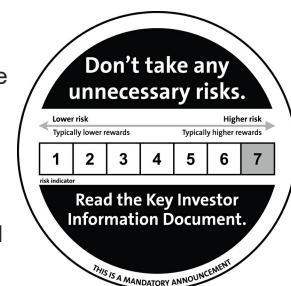 e
Don't take any
unnecessary risks.
Lower risk Higher risk
Typically lower rewards Typically higher rewards
1 2 3 4 5 6 7
risk indicator
Read the Key Investor
Information Document.
THIS IS A MANDATORY ANNOUNCEMENT